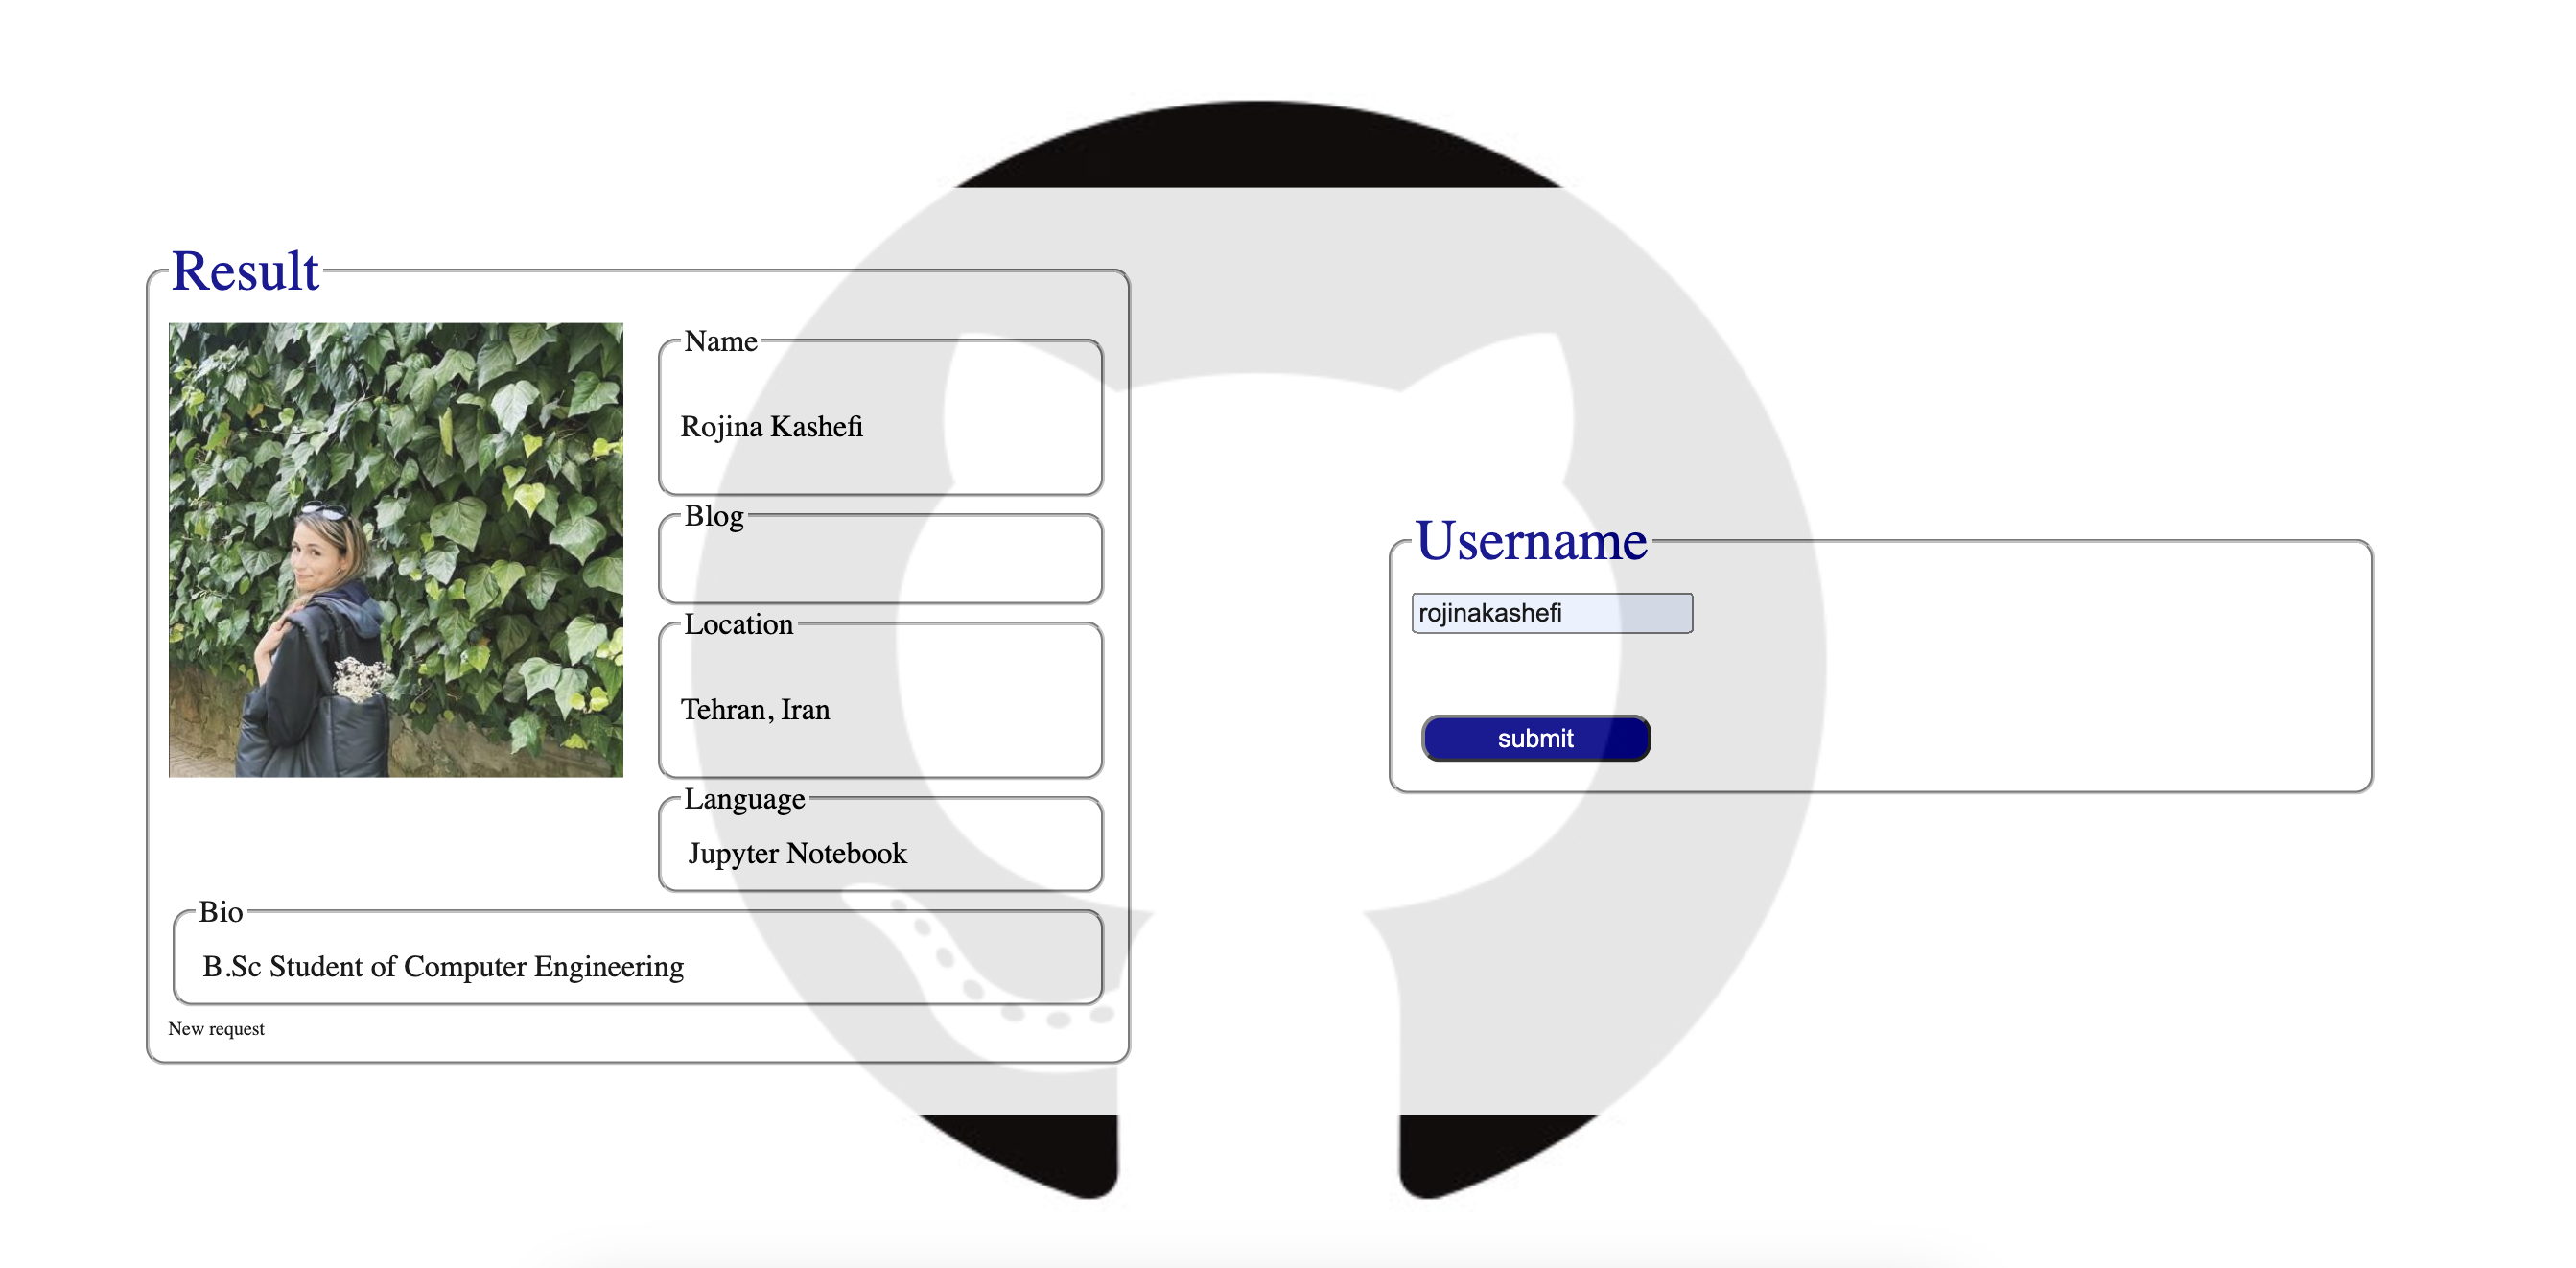 Result
Name
Rojina Kashefi
Blog
Location
Tehran, Iran
Language
Jupyter Notebook
Bio
B.Sc Student of Computer Engineering
New request
Username
rojinakashefi
submit